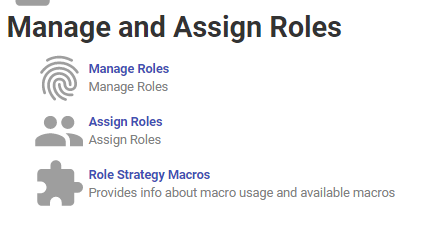 Manage and Assign Roles
Manage Roles
Manage Roles
Assign Roles
Assign Roles
Role Strategy Macros
Provides info about macro usage and available macros